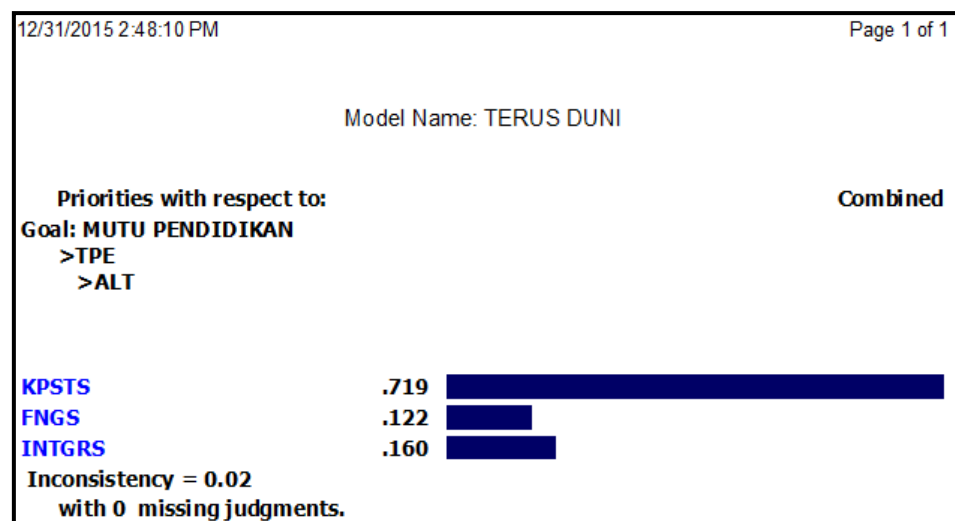 12/31/2015 2:48:10 PM Page 1 of 1
Model Name: TERUS DUNI
Priorities with respect to: Combined
Goal: MUTU PENDIDIKAN
>TPE
>ALT
KPSTS .719
FNGS .122
INTGRS .160
Inconsistency = 0.02
with 0 missing judgments.